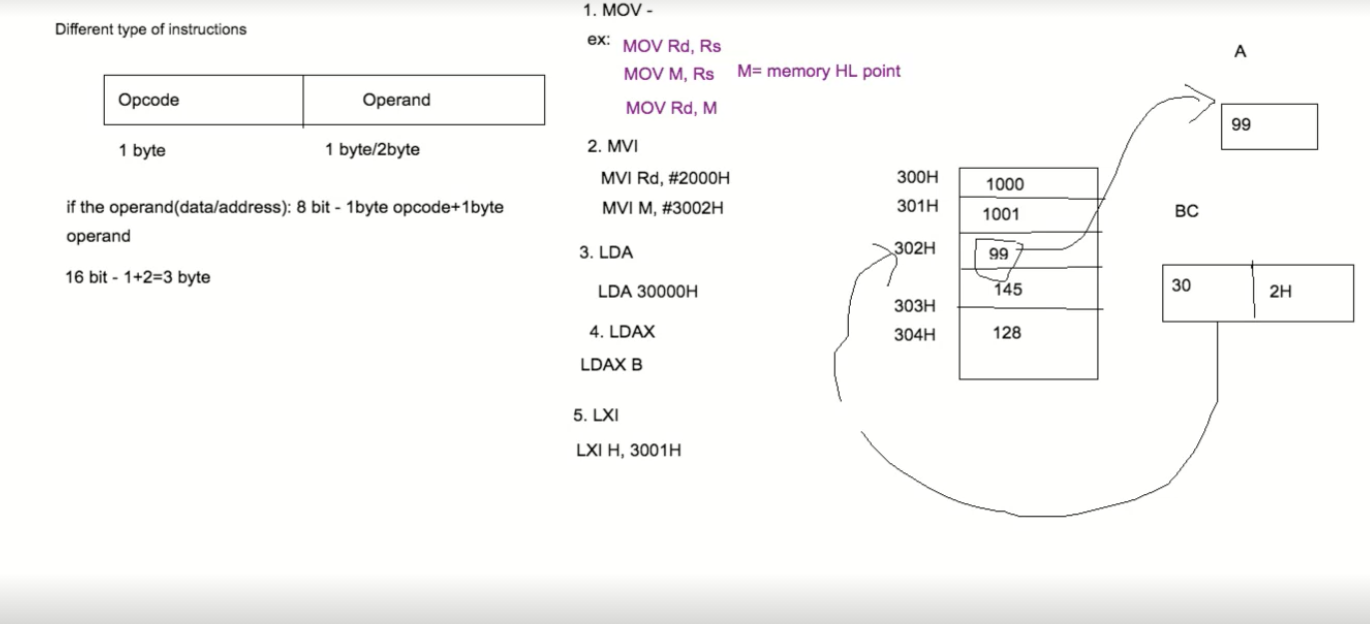 Different type of instructions
Opcode
Operand
1 byte
1 byte/2byte
if the operand(data/address): 8 bit - 1byte opcode+1byte
operand
16 bit - 1+2=3 byte
1. MOV -
ex: MOV Rd, Rs
MOV M, Rs M= memory HL point
MOV Rd, M
2. MVI
MVI Rd, #2000H
MVI M, #3002H
3. LDA
LDA 30000H
4. LDAX
LDAX B
5. LXI
LXI H, 3001H
300H 1000
301H 1001
302H 99
145
303H
304H 128
A
99
BC
30 2H